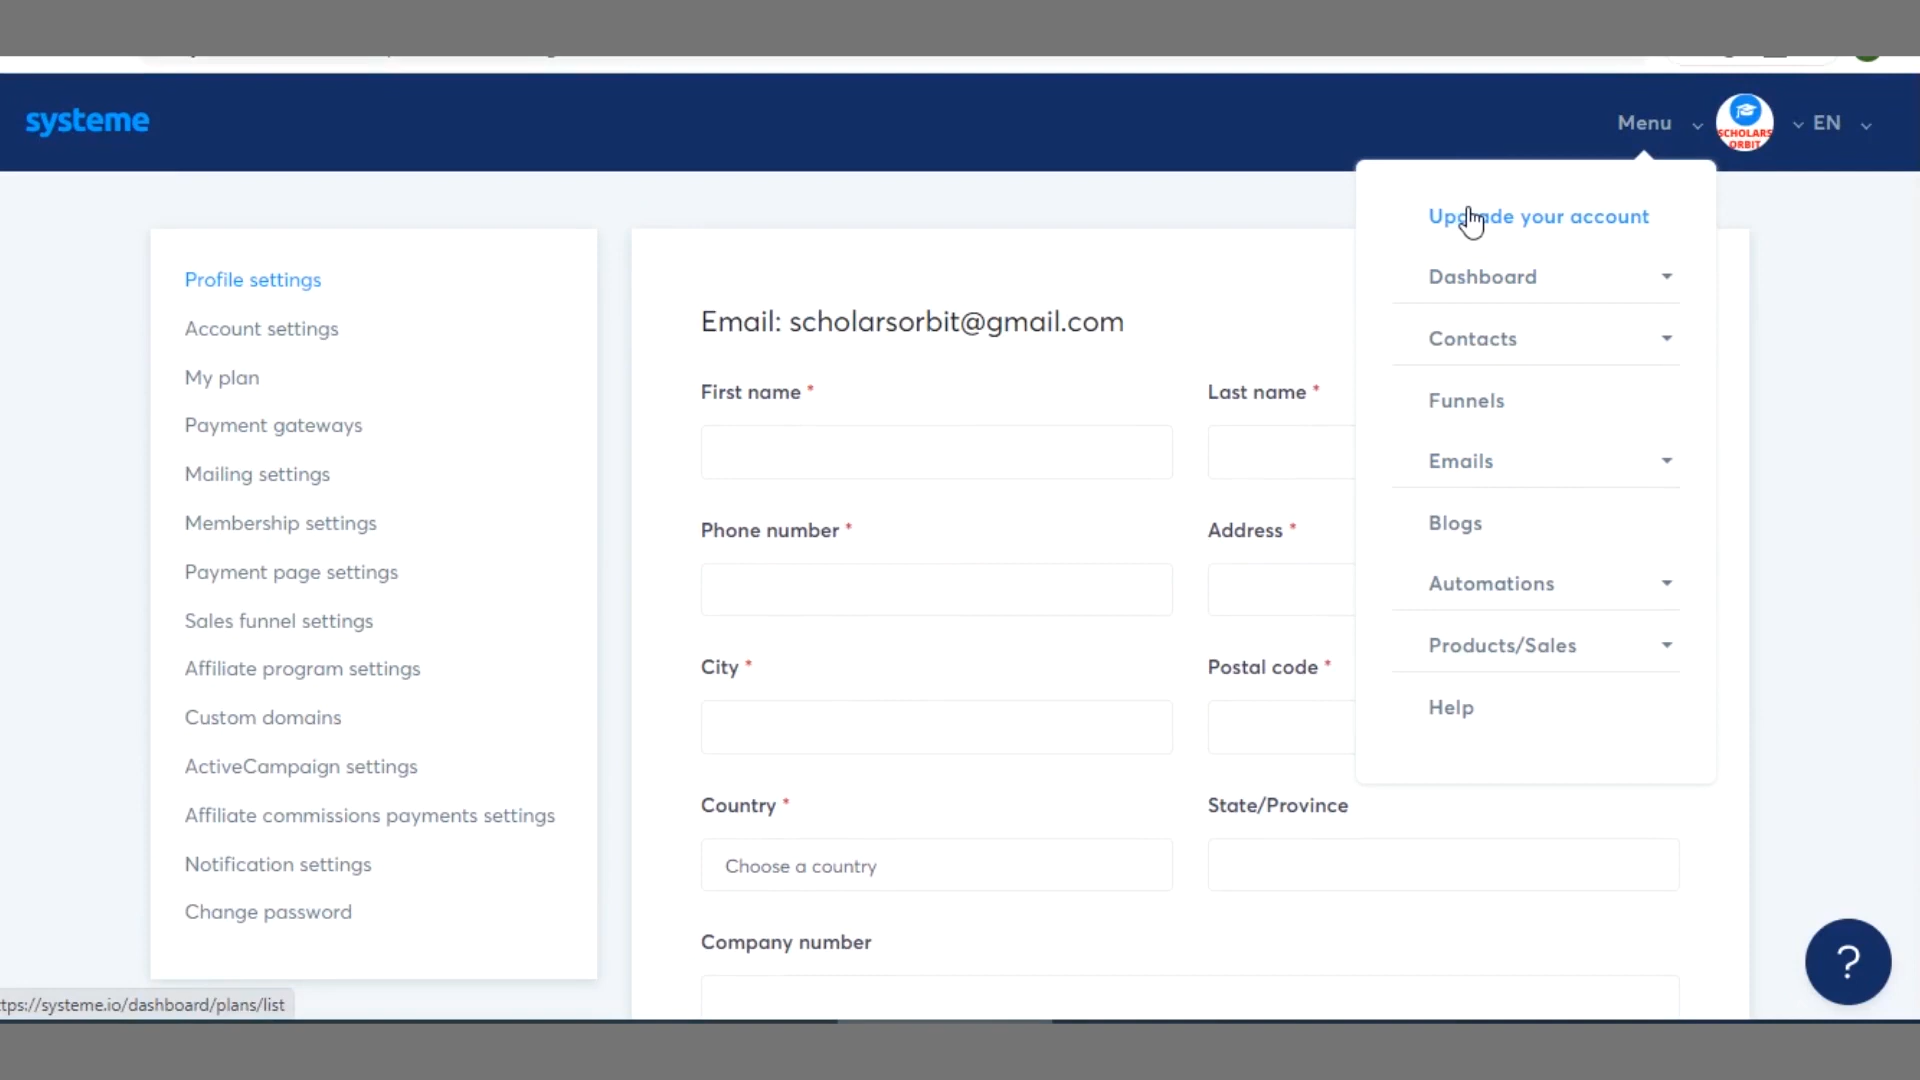 systeme
Menu
SCHOLARS
ORBIT
EN
Upgrade your account
Dashboard
Contacts
Funnels
Emails
Blogs
Automations
Products/Sales
Help
Profile settings
Account settings
My plan
Payment gateways
Mailing settings
Membership settings
Payment page settings
Sales funnel settings
Affiliate program settings
Custom domains
ActiveCampaign settings
Affiliate commissions payments settings
Notification settings
Change password
Email: scholarsorbit@gmail.com
First name *
Last name *
Phone number *
Address *
City *
Postal code *
Country *
State/Province
Choose a country
Company number
?
tps://systeme.io/dashboard/plans/list